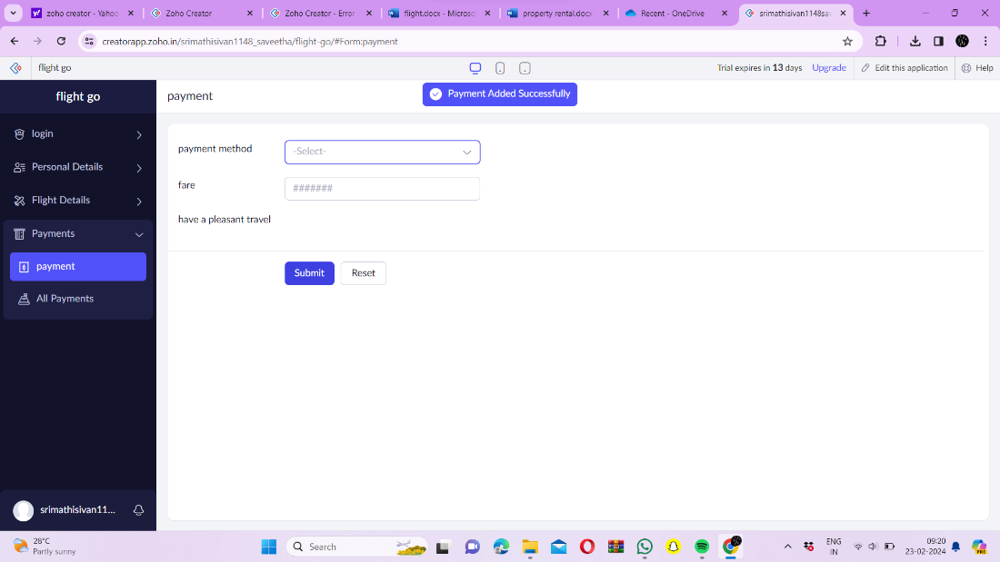 zoho creator - Yahoo
Zoho Creator
Zoho Creator - Error
flight.docx - Microso
property rental.docx
Recent - OneDrive
srimathisivan1148sa
creatorapp.zoho.in/srimathisivan1148_saveetha/flight-go/#Form:payment
flight go
Trial expires in 13 days
Upgrade
Edit this application
Help
flight go
payment
Payment Added Successfully
login
Personal Details
Flight Details
Payments
payment
All Payments
payment method
-Select-
fare
#######
have a pleasant travel
Submit
Reset
srimathisivan11...
28°C
Partly sunny
Search
ENG
IN
09:20
23-02-2024
PRE